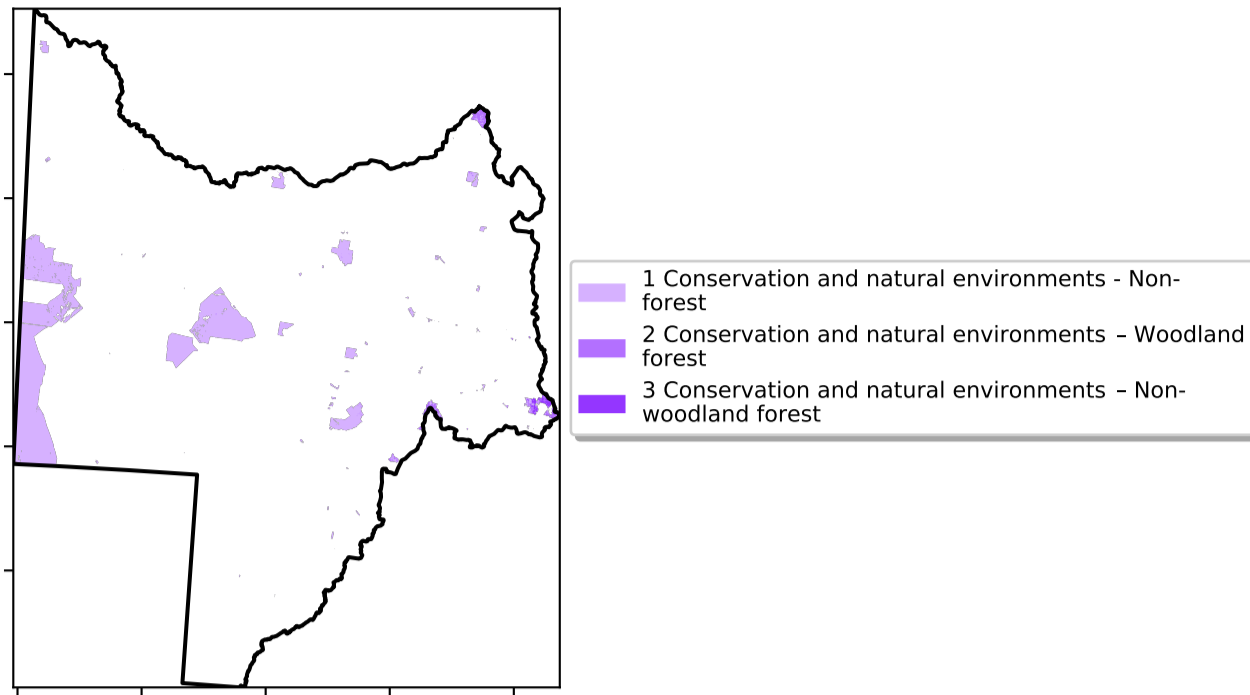 1 Conservation and natural environments - Non-
forest
2 Conservation and natural environments – Woodland
forest
3 Conservation and natural environments – Non-
woodland forest